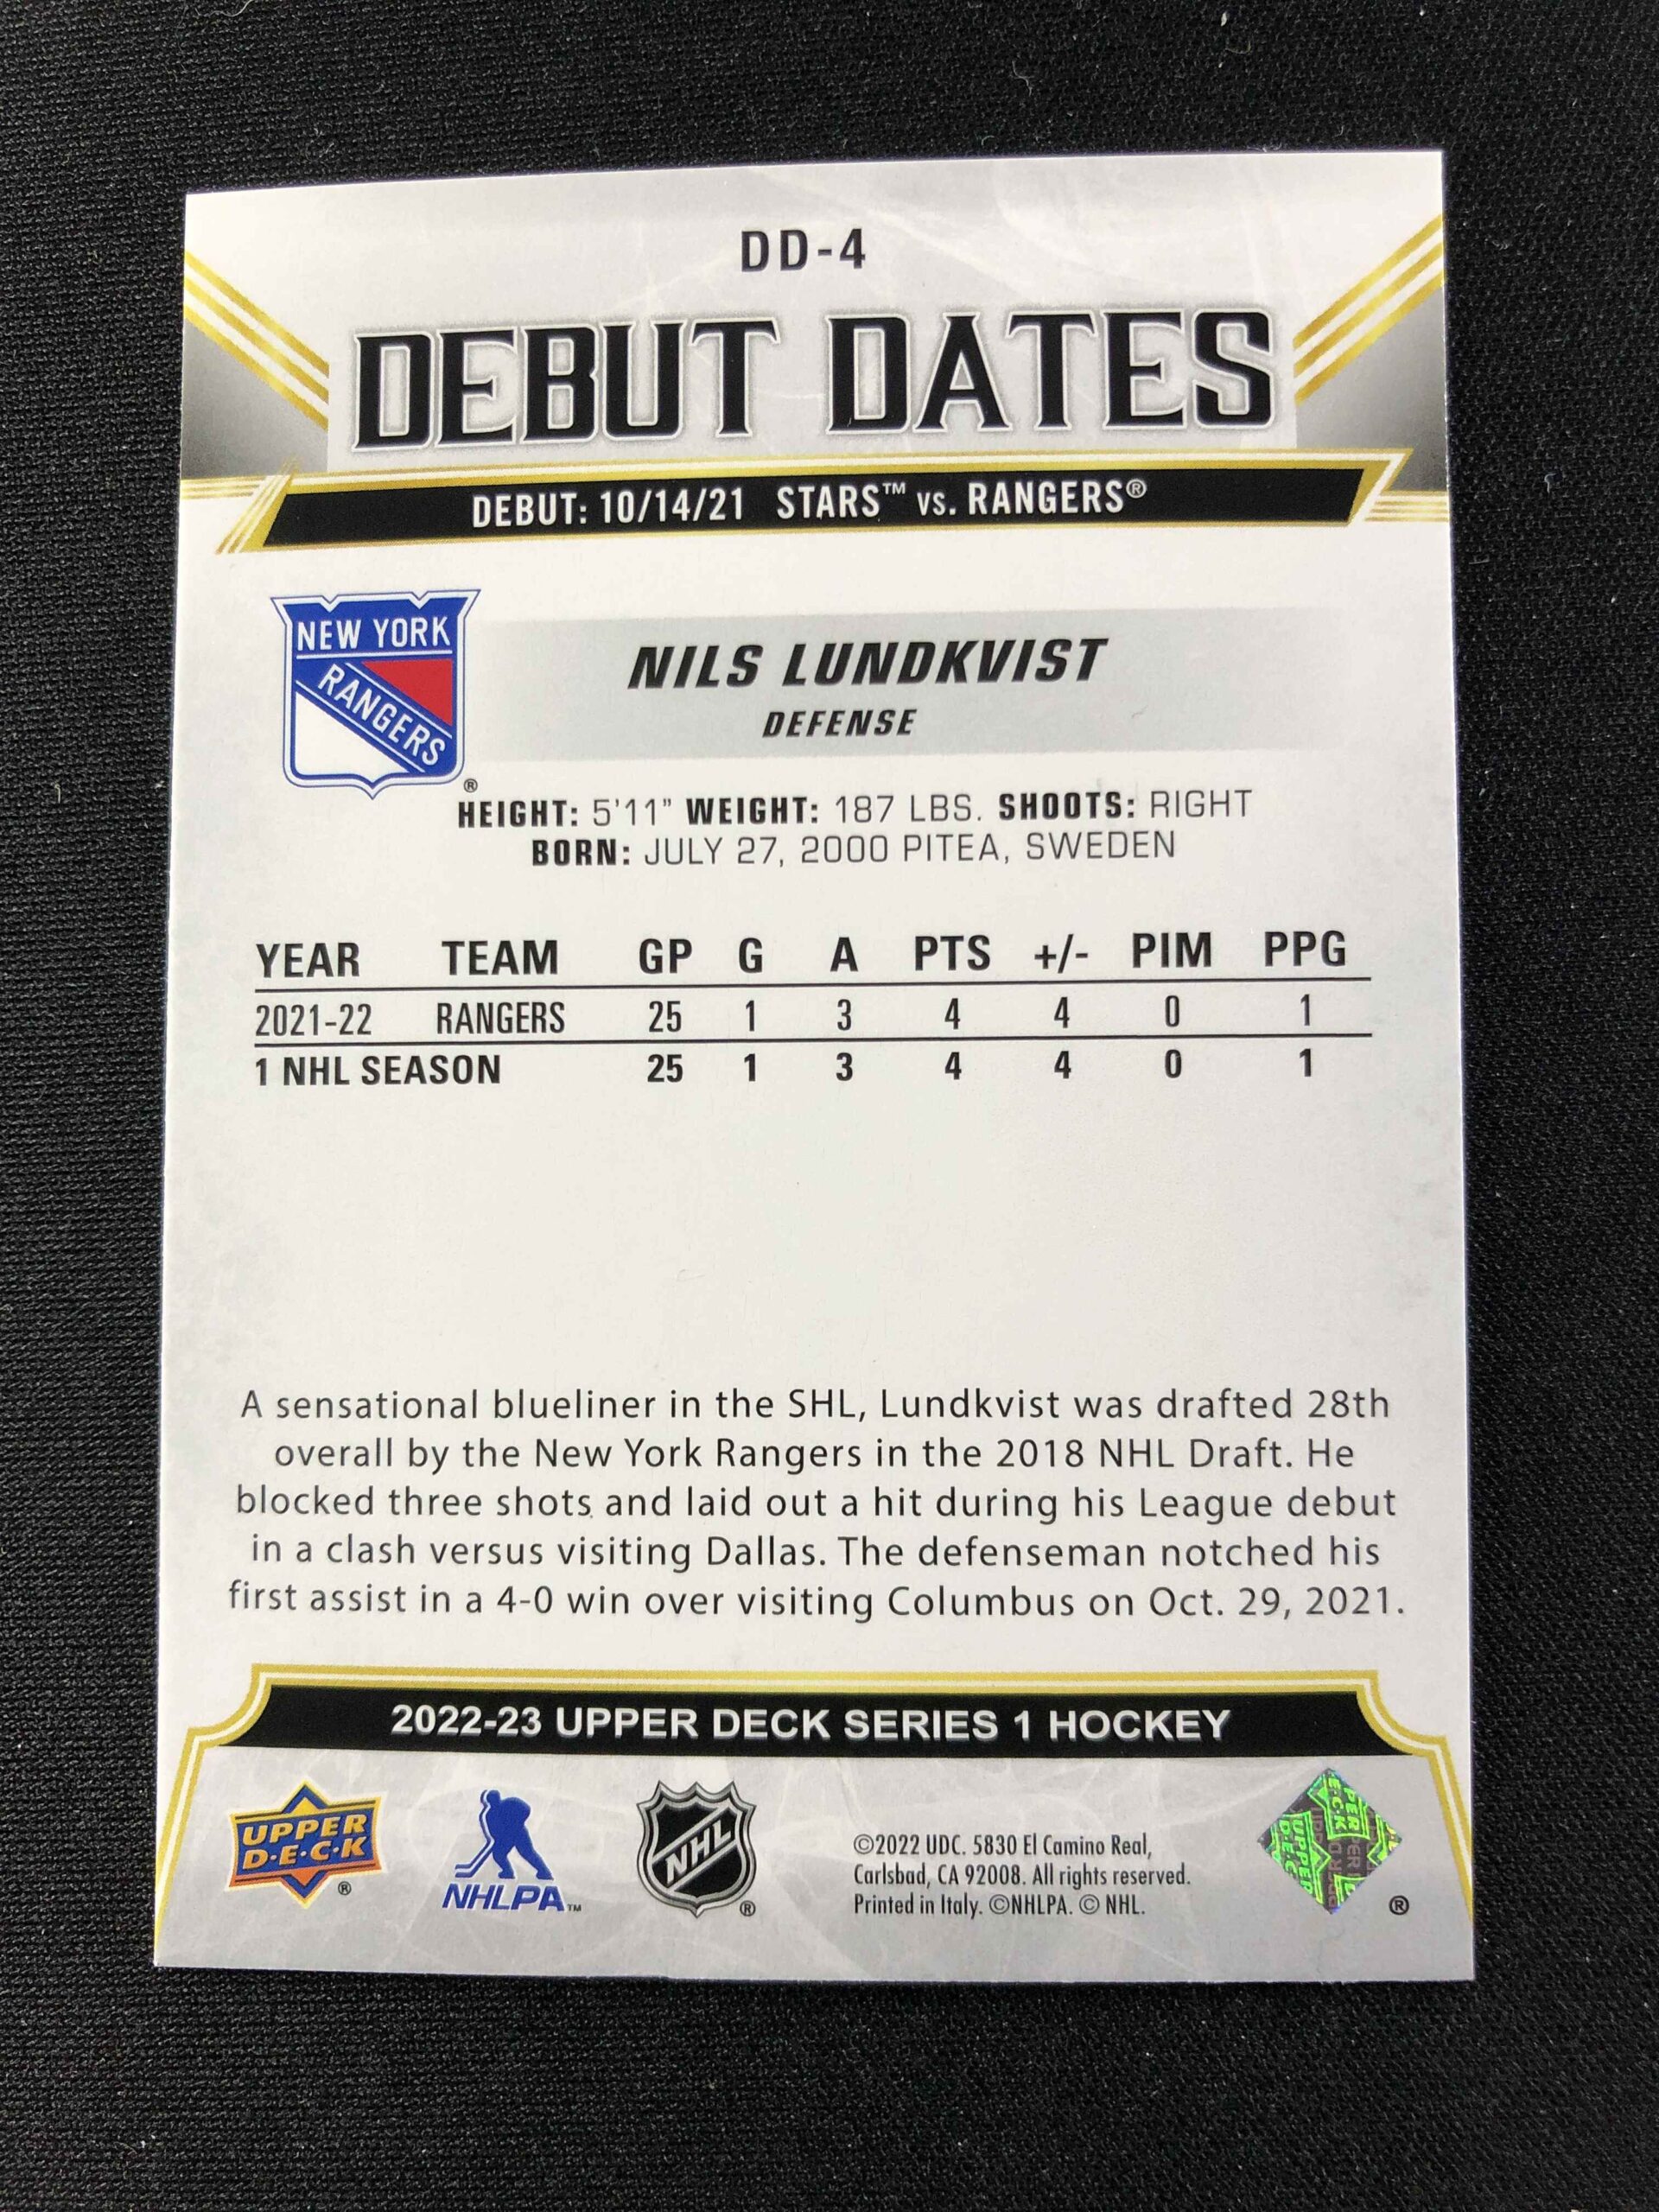 DD-4
DEBUT DATES
DEBUT: 10/14/21 STARS™ vs. RANGERS®
NEW YORK
RANGERS
®
NILS LUNDKVIST
DEFENSE
HEIGHT: 5'11" WEIGHT: 187 LBS. SHOOTS: RIGHT
BORN: JULY 27, 2000 PITEA, SWEDEN
YEAR TEAM GP G A PTS +/- PIM PPG
2021-22 RANGERS 25 1 3 4 4 0 1
1 NHL SEASON 25 1 3 4 4 0 1
A sensational blueliner in the SHL, Lundkvist was drafted 28th
overall by the New York Rangers in the 2018 NHL Draft. He
blocked three shots and laid out a hit during his League debut
in a clash versus visiting Dallas. The defenseman notched his
first assist in a 4-0 win over visiting Columbus on Oct. 29, 2021.
2022-23 UPPER DECK SERIES 1 HOCKEY
UPPER
D·E·C·K
®
NHLPA™
NHL
®
©2022 UDC. 5830 El Camino Real,
Carlsbad, CA 92008. All rights reserved.
Printed in Italy. ©NHLPA. © NHL.
®